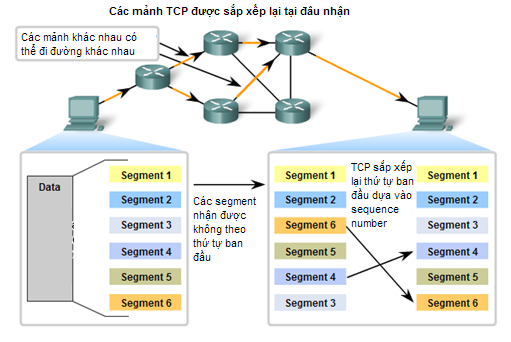 Các mảnh TCP được sắp xếp lại tại đầu nhận
Các mảnh khác nhau có
thể đi đường khác nhau
Data
Segment 1
Segment 2
Segment 3
Segment 4
Segment 5
Segment 6
Các segment
nhận được
không theo
thứ tự ban
đầu
Segment 1
Segment 2
Segment 6
Segment 5
Segment 4
Segment 3
TCP sắp xếp
lại thứ tự ban
đầu dựa vào
sequence
number
Segment 1
Segment 2
Segment 3
Segment 4
Segment 5
Segment 6